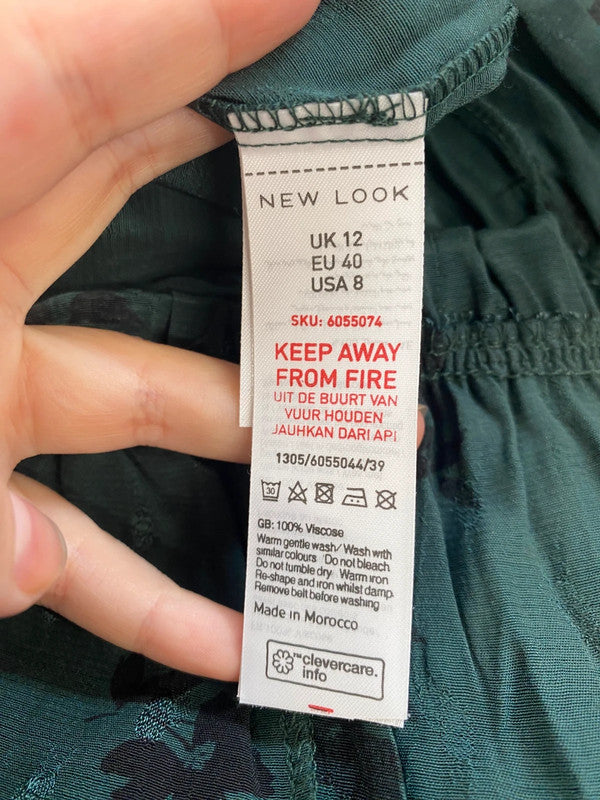 NEW LOOK
UK 12
EU 40
USA 8
SKU: 6055074
KEEP AWAY
FROM FIRE
UIT DE BUURT VAN
VUUR HOUDEN
JAUHKAN DARI API
1305/6055044/39
30
GB: 100% Viscose
Warm gentle wash/Wash with
similar colours Do not bleach
Do not tumble dry Warm iron
Re-shape and iron whilst damp
Remove belt before washing
Made in Morocco
™clevercare.
info